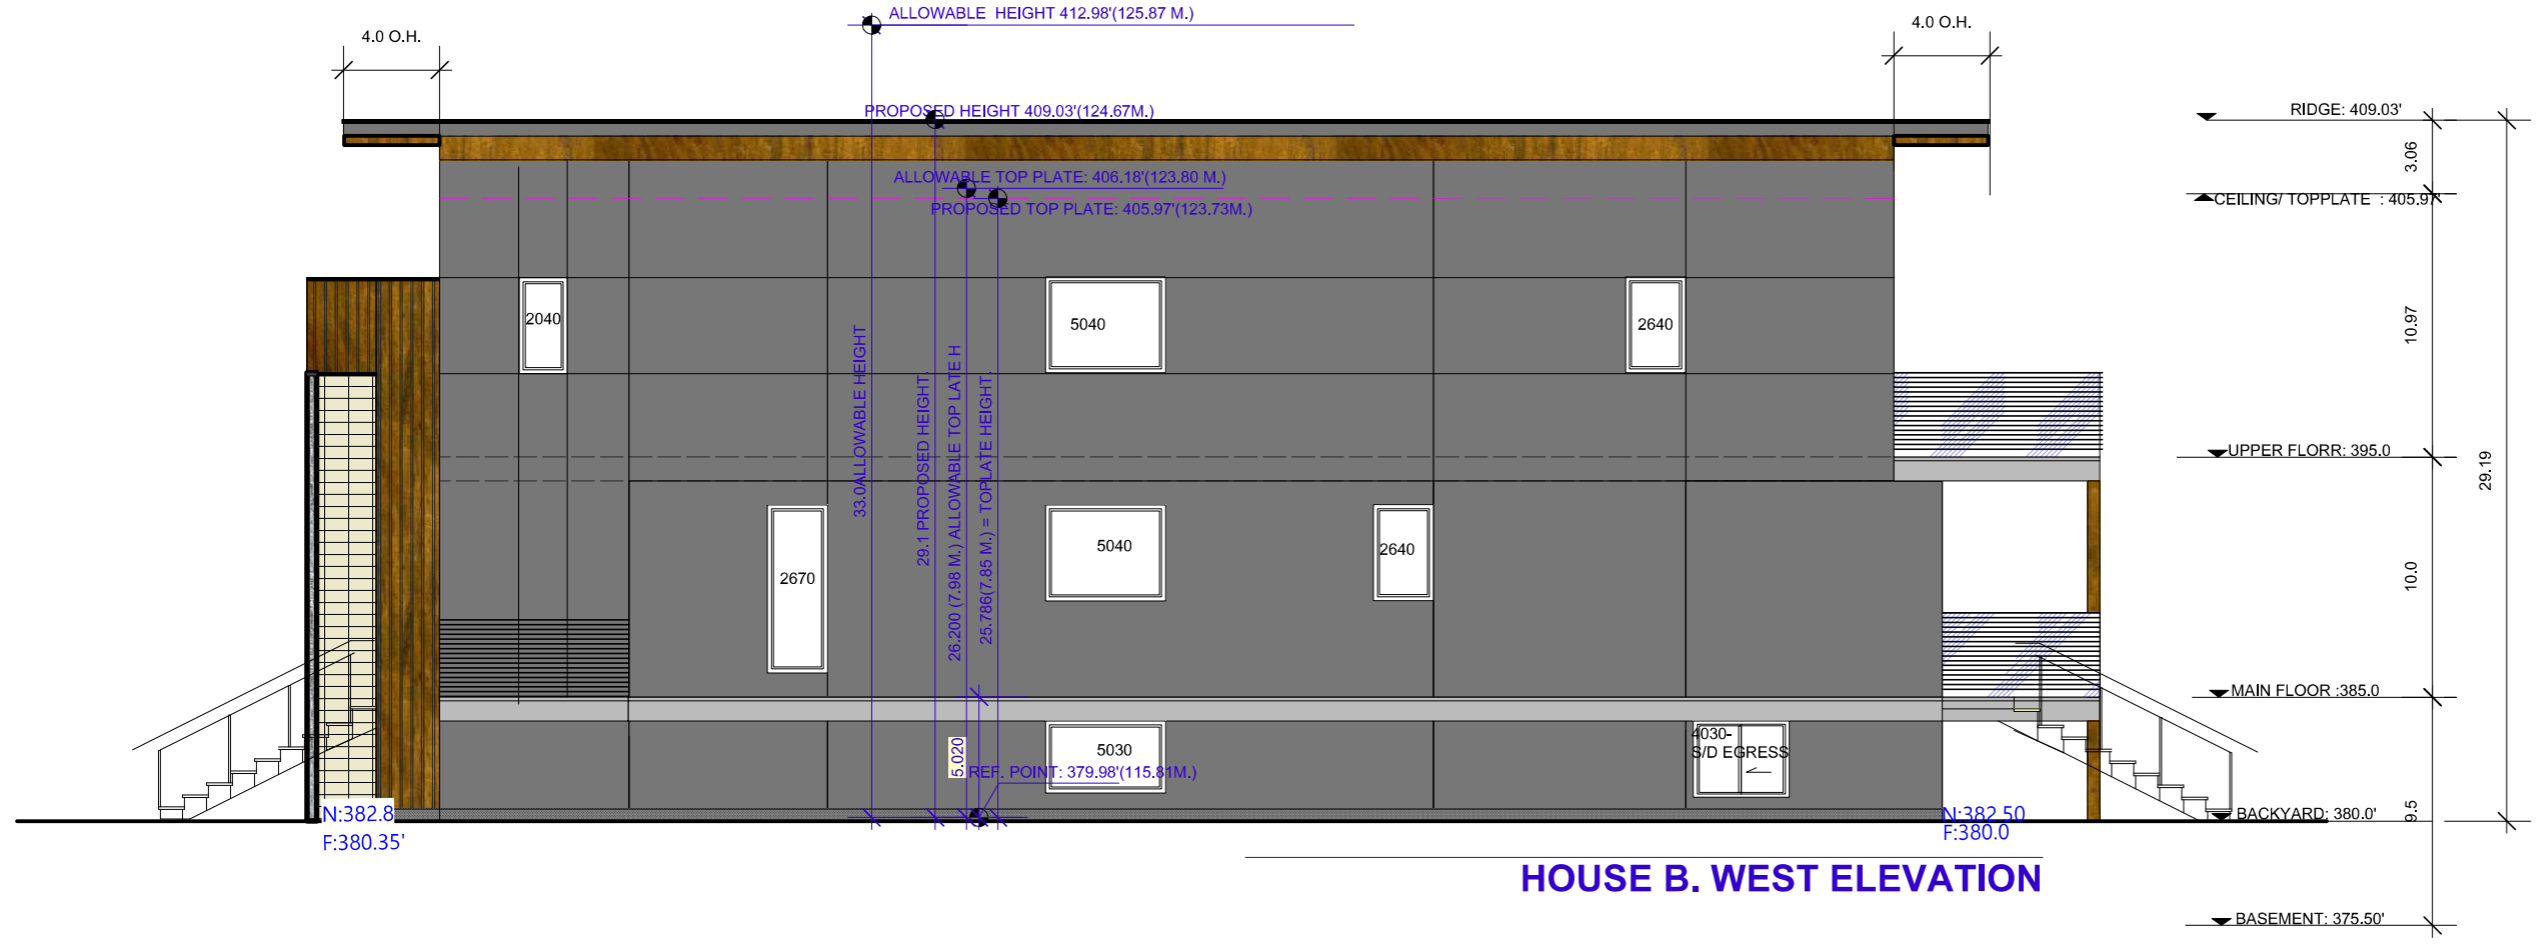 ALLOWABLE  HEIGHT 412.98'(125.87 M.)
4.0 O.H.
4.0 O.H.
PROPOSED HEIGHT 409.03'(124.67M.)
RIDGE: 409.03'
3.06
ALLOWABLE TOP PLATE: 406.18'(123.80 M.)
CEILING/ TOPPLATE  : 405.97'
PROPOSED TOP PLATE: 405.97'(123.73M.)
2040
5040
2640
10.97
33.0ALLOWABLE HEIGHT
29.1 PROPOSED HEIGHT,
26.200 (7.98 M.) ALLOWABLE TOP LATE H
25.786(7.85 M.) = TOPLATE HEIGHT,
UPPER FLORR: 395.0
29.19
2670
5040
2640
10.0
MAIN FLOOR :385.0
5.020
5030
4030-
S/D EGRESS
REF. POINT: 379.98'(115.81M.)
N:382.8
F:380.35'
N:382.50
F:380.0
BACKYARD: 380.0'
9.5
HOUSE B. WEST ELEVATION
BASEMENT: 375.50'